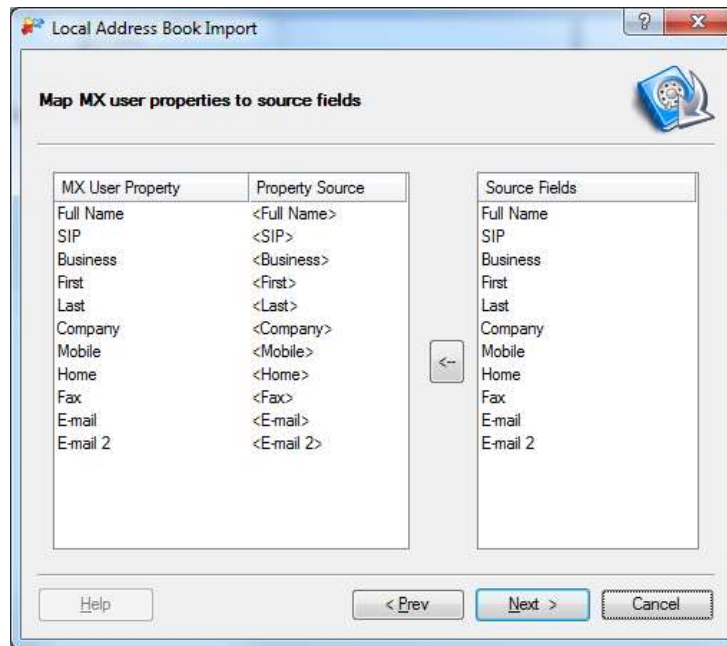 Local Address Book Import
?
Map MX user properties to source fields
MX User Property Property Source Source Fields
Full Name <Full Name> Full Name
SIP <SIP> SIP
Business <Business> Business
First <First> First
Last <Last> Last
Company <Company> Company
Mobile <Mobile> Mobile
<--
Home <Home> Home
Fax <Fax> Fax
E-mail <E-mail> E-mail
E-mail 2 <E-mail 2> E-mail 2
Help < Prev Next > Cancel